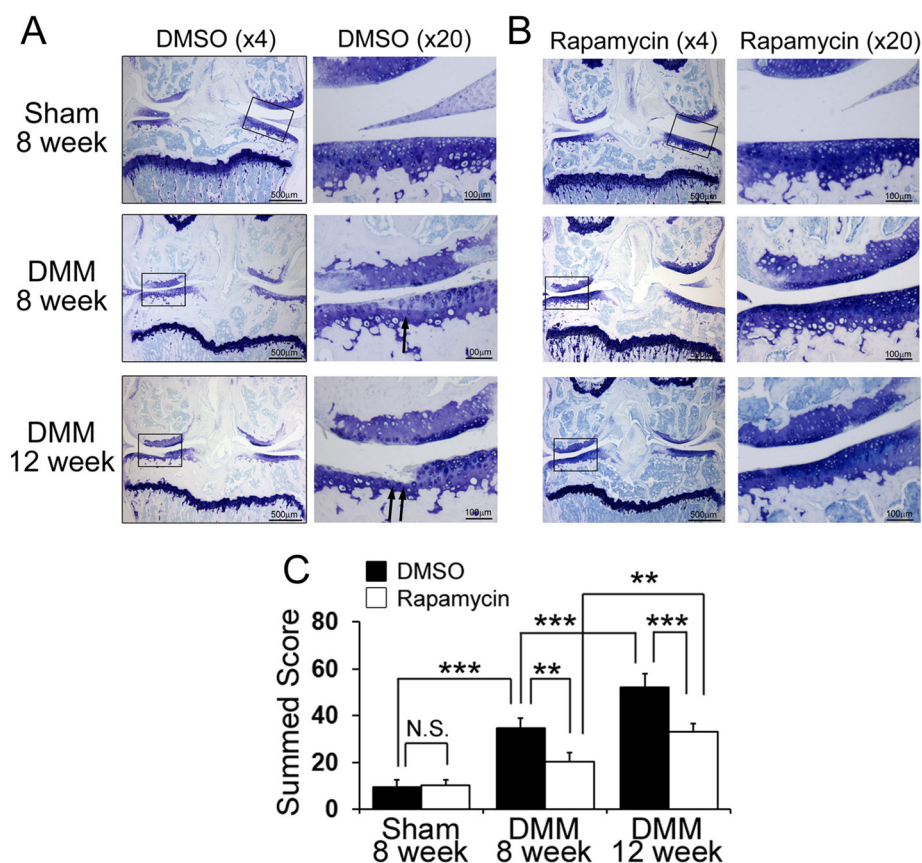 A
B
DMSO (x4)
DMSO (x20)
Rapamycin (x4)
Rapamycin (x20)
Sham
8 week
500μm
100μm
500μm
100μm
DMM
8 week
500μm
100μm
500μm
100μm
DMM
12 week
500μm
100μm
500μm
100μm
C
DMSO
Rapamycin
Summed Score
80
60
40
20
0
N.S.
***
**
***
***
**
Sham
8 week
DMM
8 week
DMM
12 week